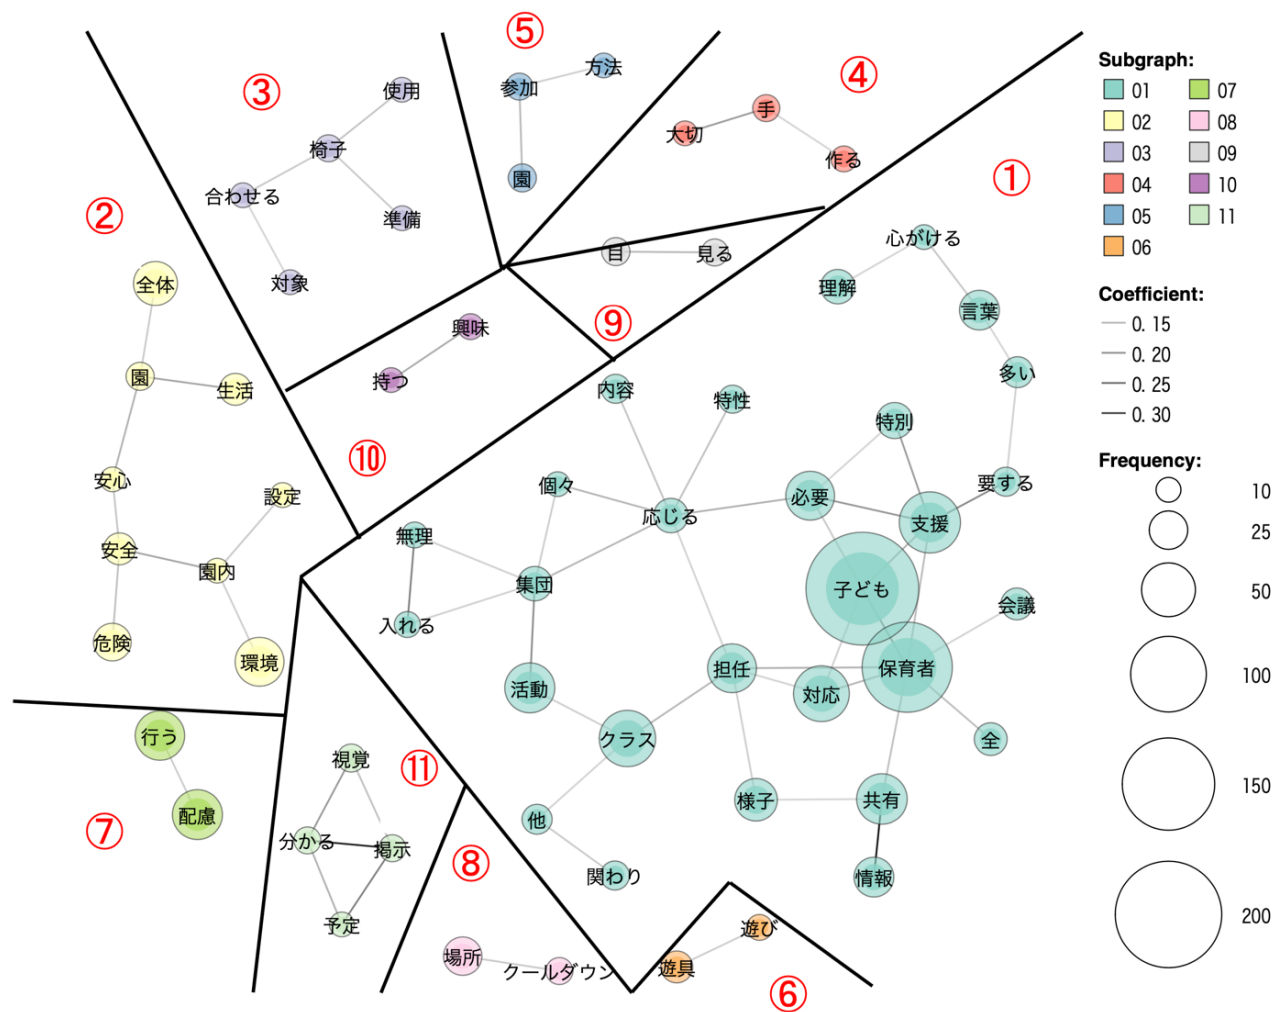 ⑤
④
③
①
②
使用
椅子
合わせる
準備
対象
参加
方法
園
手
大切
作る
目
見る
⑨
興味
持つ
⑩
全体
園
生活
安心
設定
安全
園内
危険
環境
心がける
理解
言葉
多い
要する
内容
特性
特別
個々
応じる
必要
支援
無理
集団
入れる
子ども
会議
担任
保育者
対応
活動
クラス
全
様子
共有
他
関わり
情報
行う
配慮
⑦
視覚
⑪
分かる
掲示
予定
⑧
場所
クールダウン
遊び
遊具
⑥
Subgraph:
01 07
02 08
03 09
04 10
05 11
06
Coefficient:
0.15
0.20
0.25
0.30
Frequency:
10
25
50
100
150
200